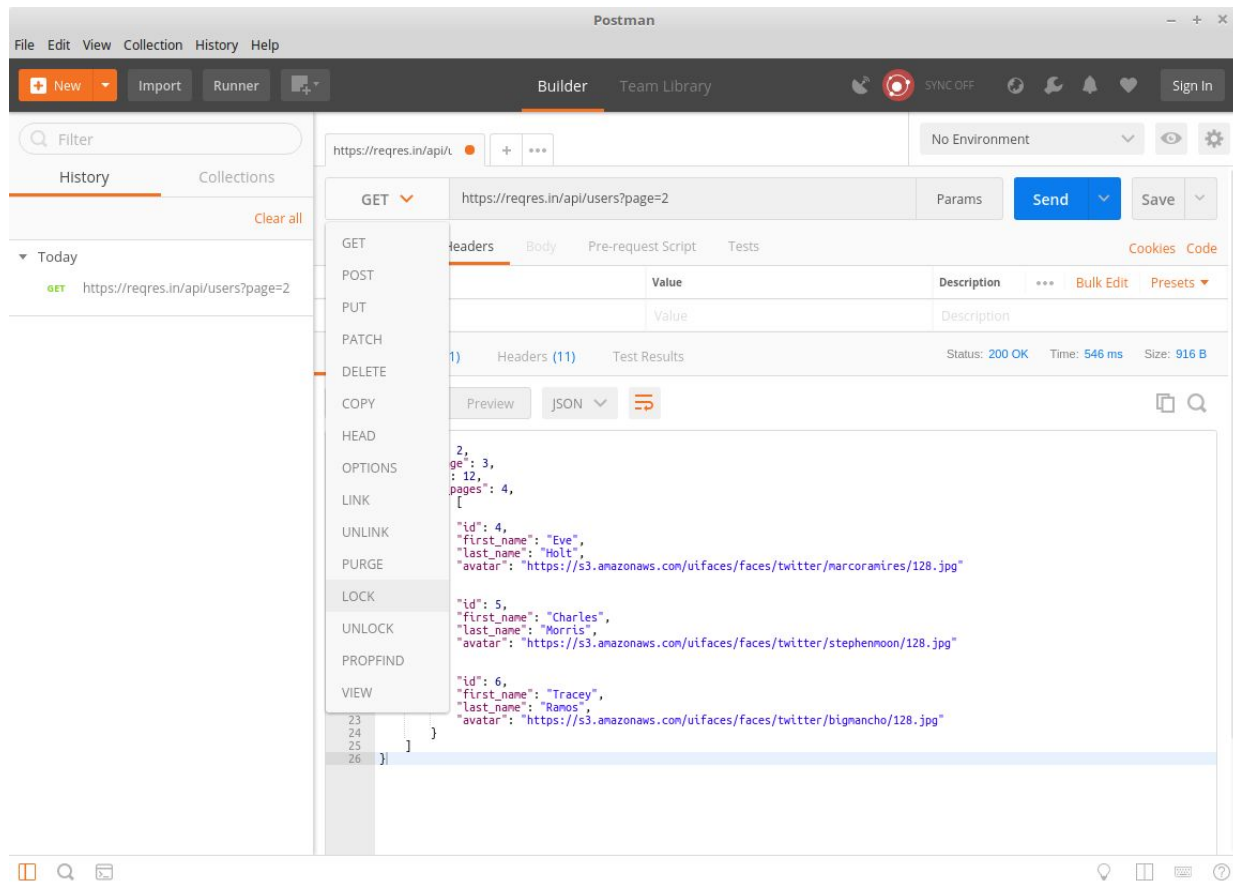 Postman
File Edit View Collection History Help
New Import Runner Builder Team Library SYNC OFF Sign In
Filter
History Collections
Clear all
Today
GET https://reqres.in/api/users?page=2
https://reqres.in/api/u
No Environment
GET https://reqres.in/api/users?page=2 Params Send Save
Headers Body Pre-request Script Tests Cookies Code
Value Description Bulk Edit Presets
Value Description
1) Headers (11) Test Results Status: 200 OK Time: 546 ms Size: 916 B
Preview JSON
GET
POST
PUT
PATCH
DELETE
COPY
HEAD
OPTIONS
LINK
UNLINK
PURGE
LOCK
UNLOCK
PROPFIND
VIEW
2,
ge": 3,
: 12,
pages": 4,
[
"id": 4,
"first_name": "Eve",
"last_name": "Holt",
"avatar": "https://s3.amazonaws.com/uifaces/faces/twitter/marcoramires/128.jpg"
"id": 5,
"first_name": "Charles",
"last_name": "Morris",
"avatar": "https://s3.amazonaws.com/uifaces/faces/twitter/stephenmoon/128.jpg"
"id": 6,
"first_name": "Tracey",
"last_name": "Ramos",
23 "avatar": "https://s3.amazonaws.com/uifaces/faces/twitter/bigmancho/128.jpg"
24 }
25 ]
26 }